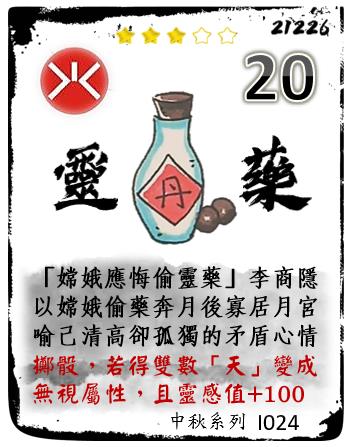 21226
20
靈 藥
丹
「嫦娥應悔偷靈藥」李商隱
以嫦娥偷藥奔月後寡居月宮
喻己清高卻孤獨的矛盾心情
擲骰，若得雙數「天」變成
無視屬性，且靈感值+100
中秋系列 I024